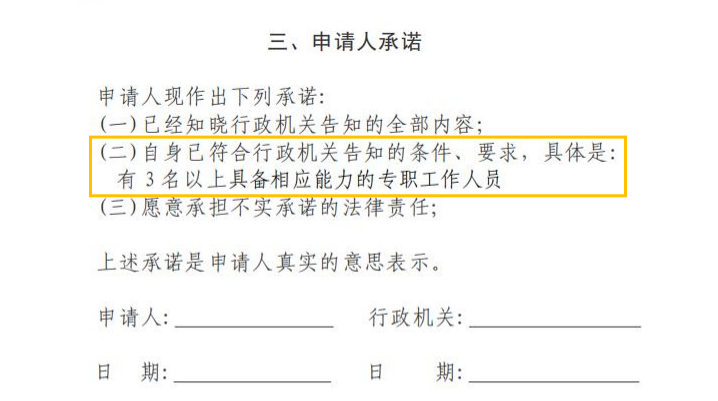 三、申请人承诺
申请人现作出下列承诺:
(一)已经知晓行政机关告知的全部内容;
(二)自身已符合行政机关告知的条件、要求，具体是:
有 3 名以上具备相应能力的专职工作人员
(三)愿意承担不实承诺的法律责任;
上述承诺是申请人真实的意思表示。
申请人: 行政机关:
日 期: 日 期: